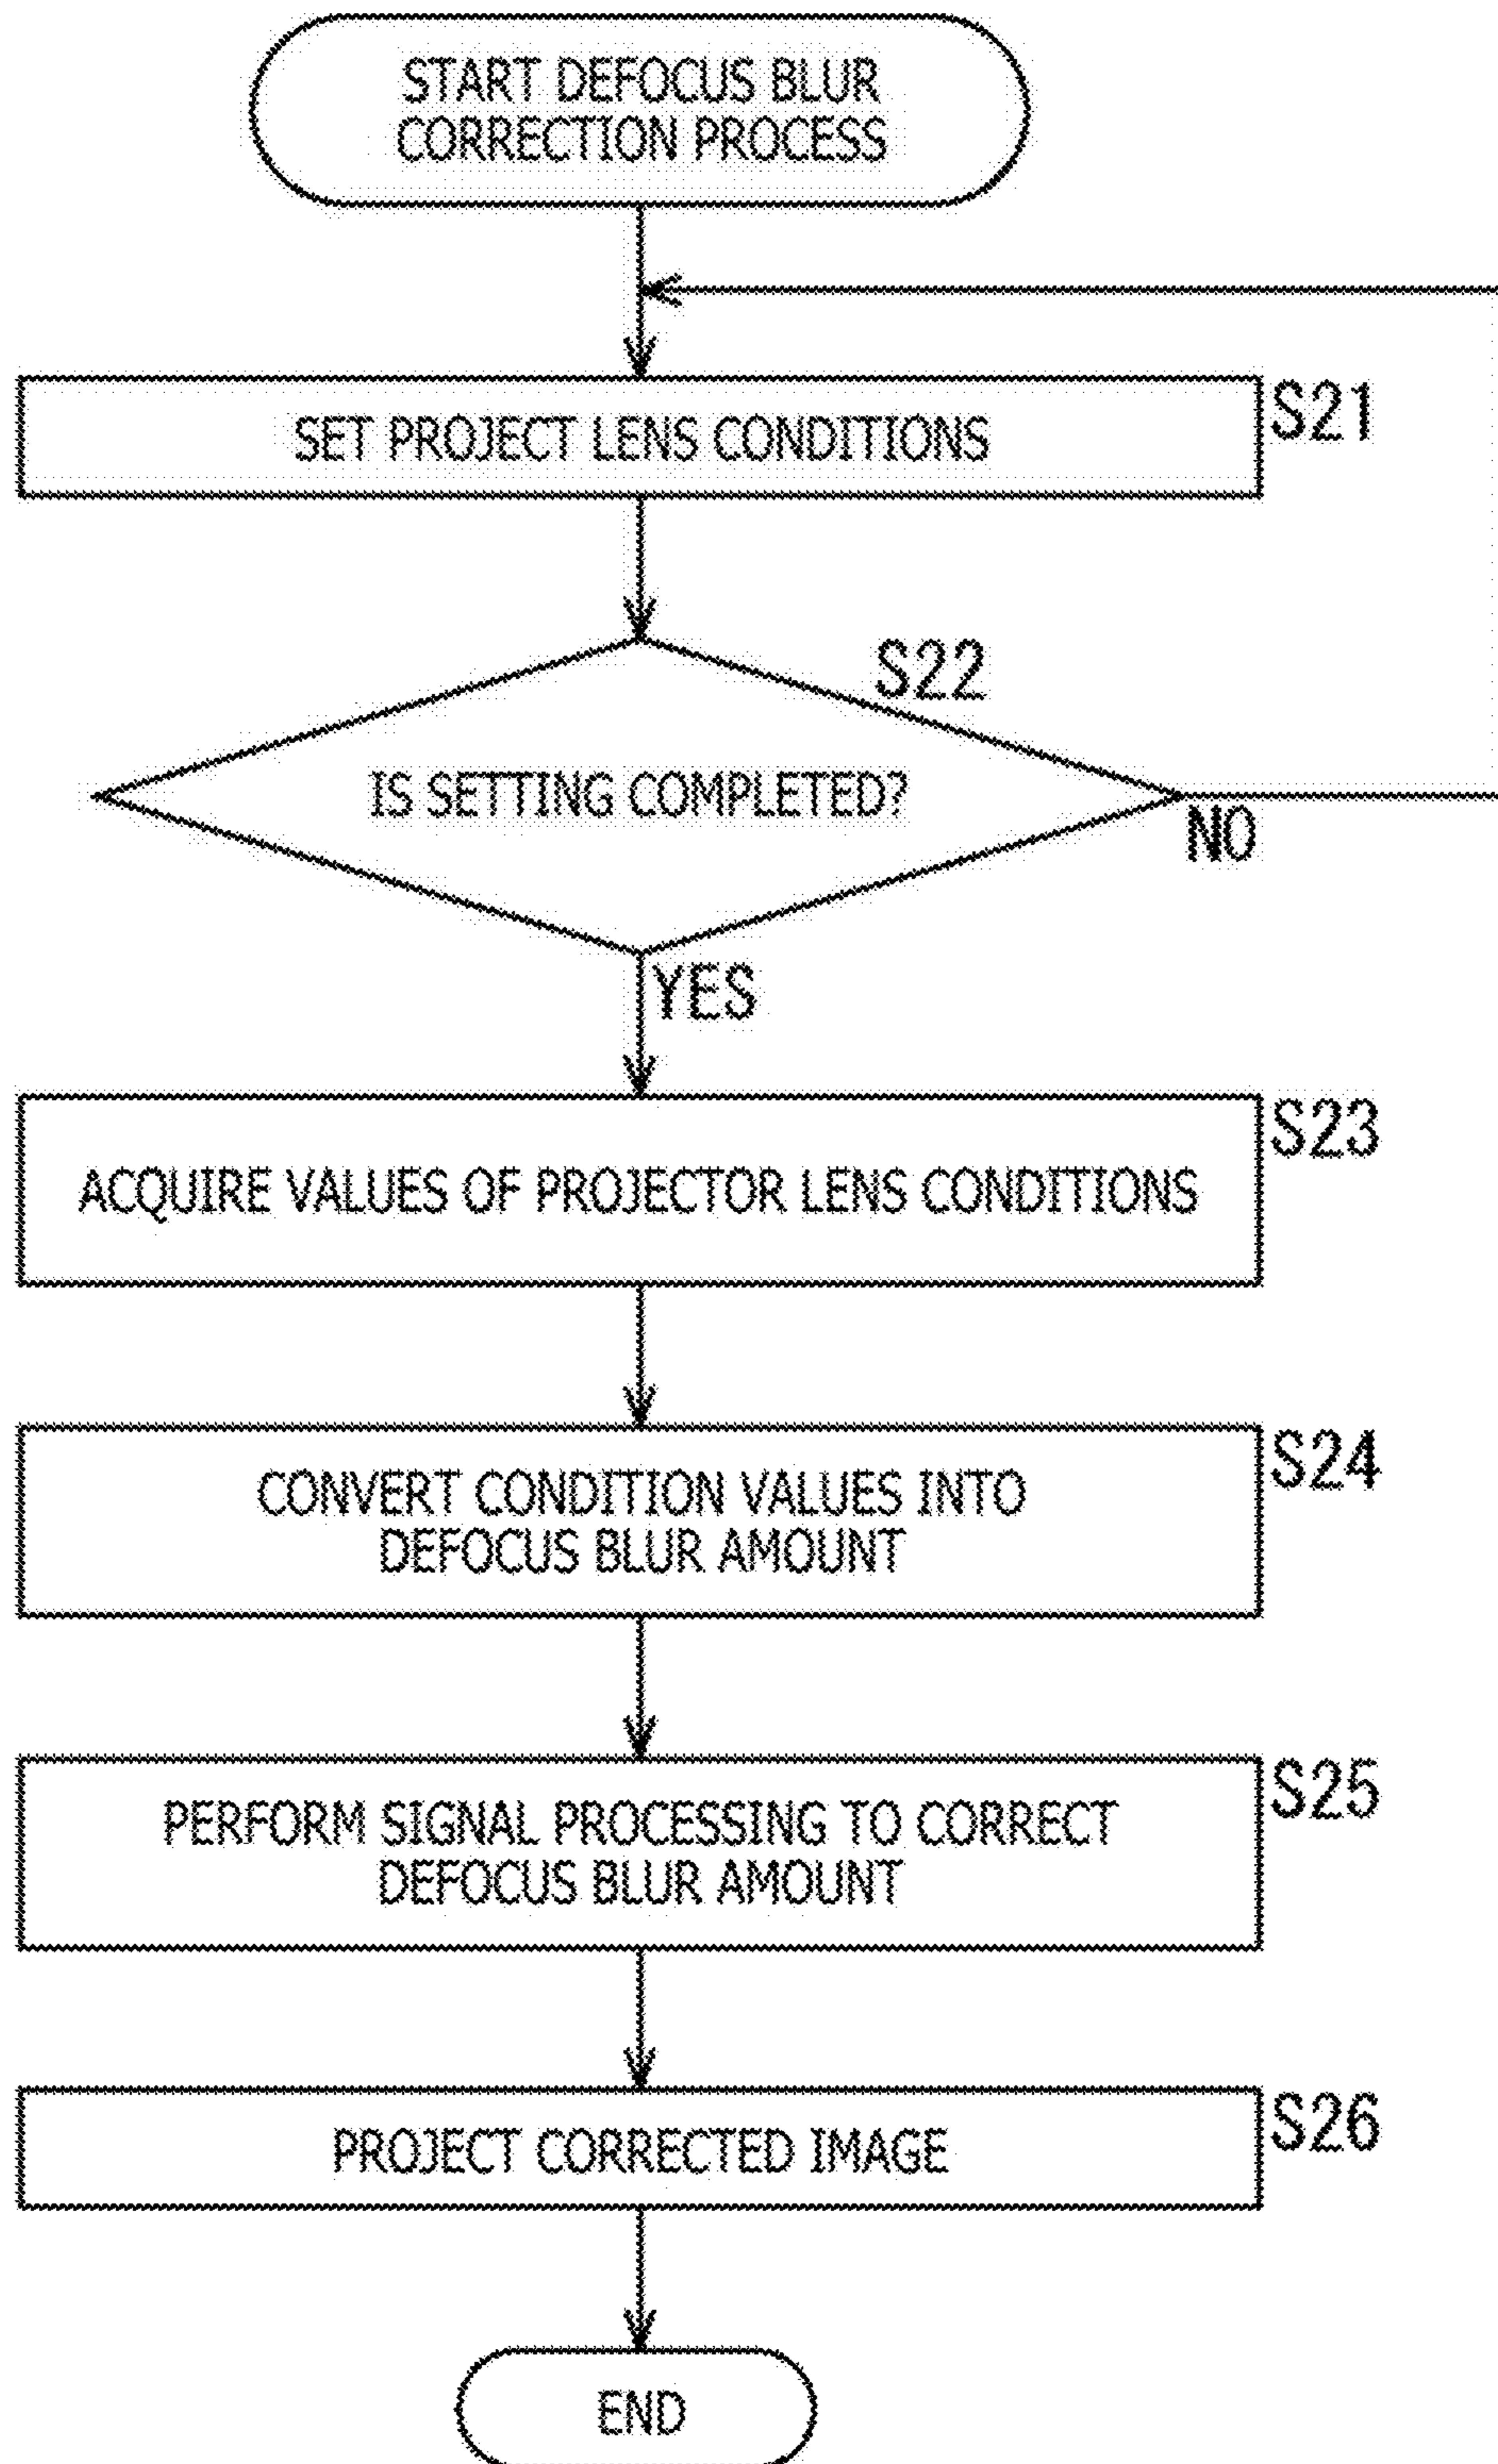 START DEFOCUS BLUR
CORRECTION PROCESS
SET PROJECT LENS CONDITIONS
S21
S22
IS SETTING COMPLETED?
NO
YES
S23
ACQUIRE VALUES OF PROJECTOR LENS CONDITIONS
S24
CONVERT CONDITION VALUES INTO
DEFOCUS BLUR AMOUNT
S25
PERFORM SIGNAL PROCESSING TO CORRECT
DEFOCUS BLUR AMOUNT
S26
PROJECT CORRECTED IMAGE
END